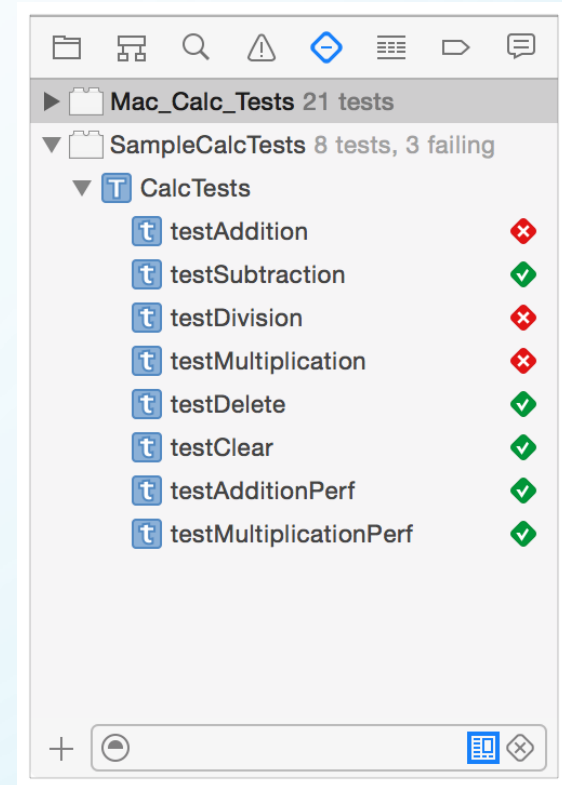 Mac_Calc_Tests 21 tests
SampleCalcTests 8 tests, 3 failing
T CalcTests
t testAddition
t testSubtraction
t testDivision
t testMultiplication
t testDelete
t testClear
t testAdditionPerf
t testMultiplicationPerf